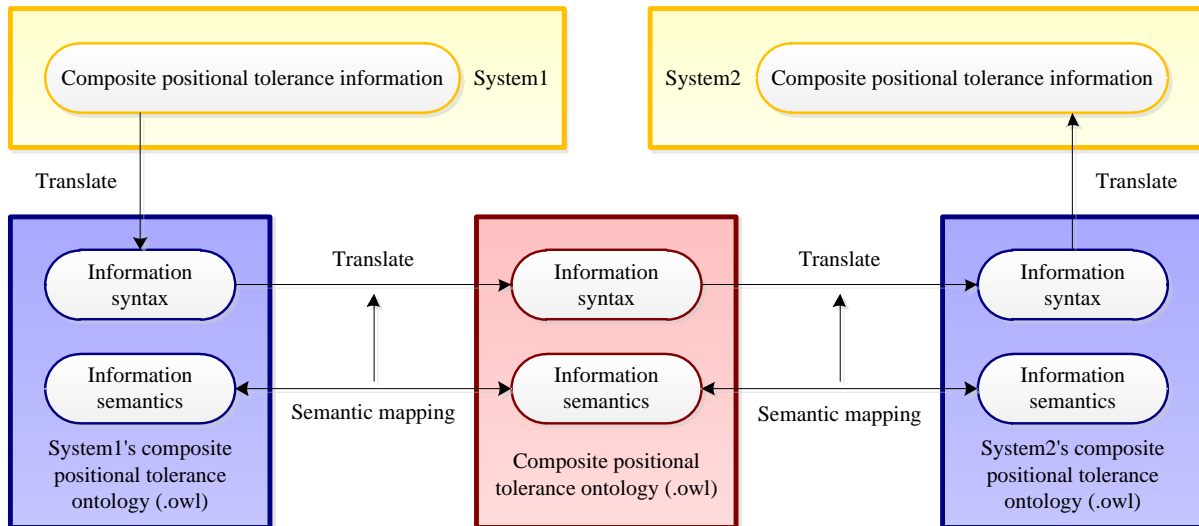 Composite positional tolerance information
System1
System2
Composite positional tolerance information
Translate
Translate
Information
syntax
Translate
Information
syntax
Translate
Information
syntax
Information
semantics
Semantic mapping
Information
semantics
Semantic mapping
Information
semantics
System1's composite
positional tolerance
ontology (.owl)
Composite positional
tolerance ontology (.owl)
System2's composite
positional tolerance
ontology (.owl)